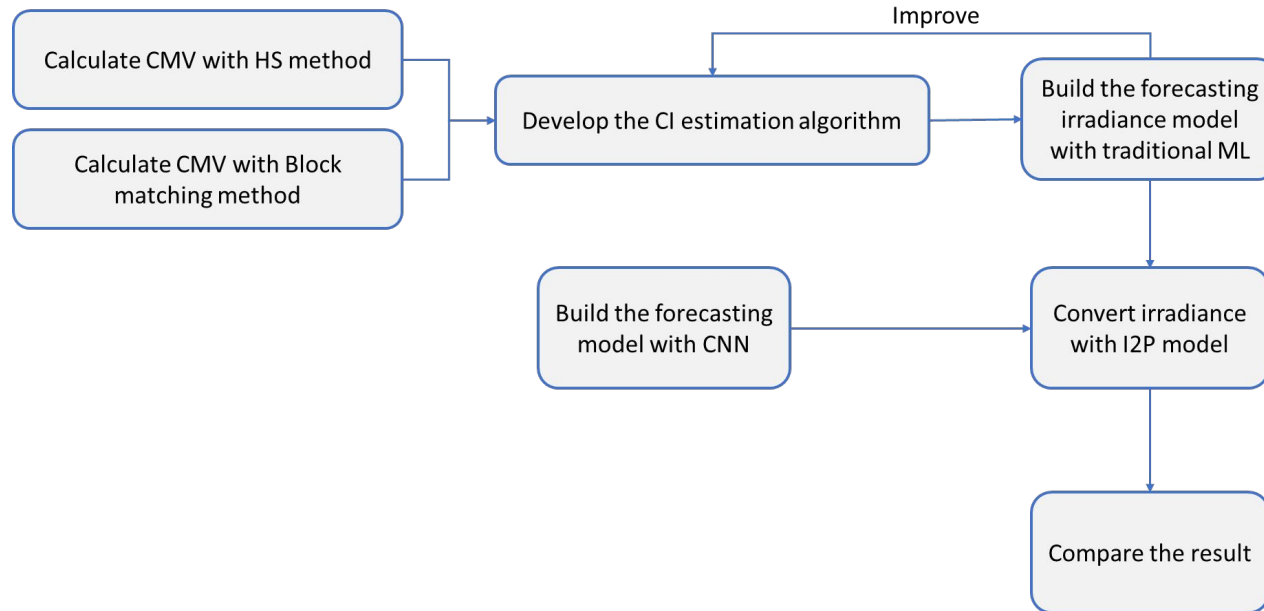 Improve
Calculate CMV with HS method
Develop the CI estimation algorithm
Build the forecasting
irradiance model
with traditional ML
Calculate CMV with Block
matching method
Build the forecasting
model with CNN
Convert irradiance
with I2P model
Compare the result